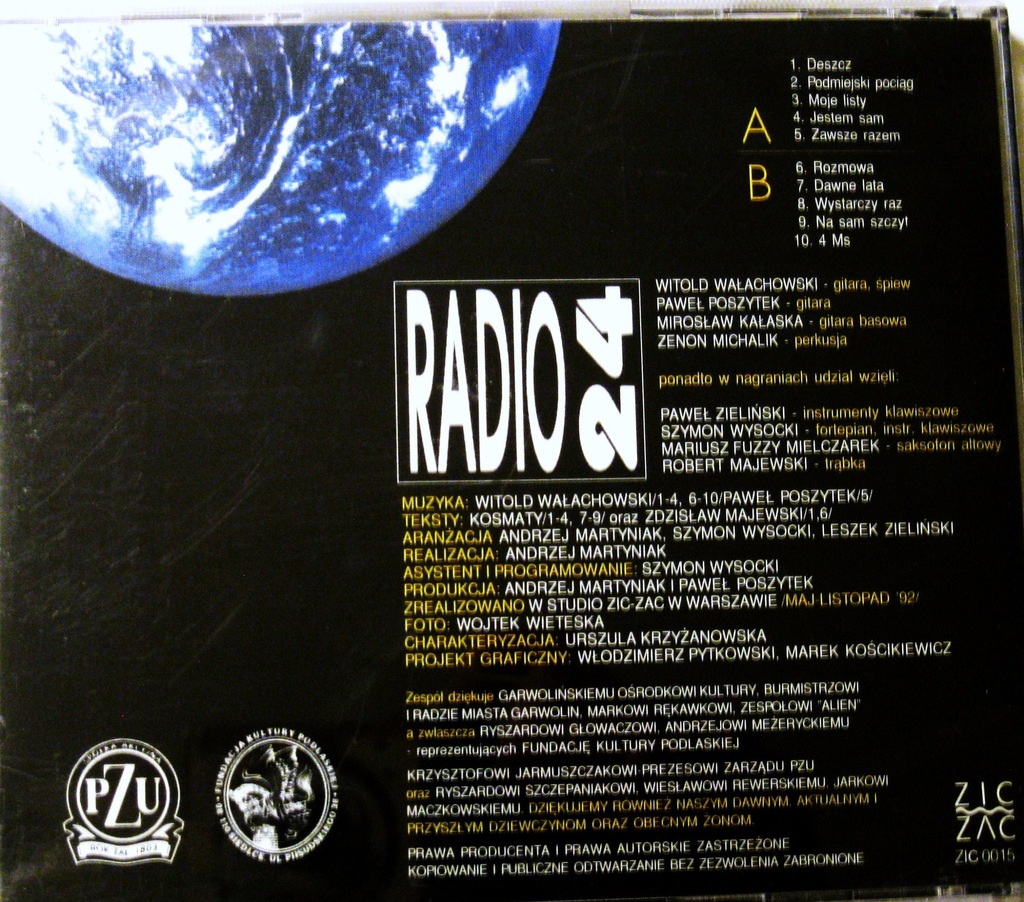 1. Deszcz
2. Podmiejski pociąg
3. Moje listy
4. Jestem sam
5. Zawsze razem
A
B
6. Rozmowa
7. Dawne lata
8. Wystarczy raz
9. Na sam szczyt
10. 4 Ms
RADIO 24
WITOLD WAŁACHOWSKI - gitara, śpiew
PAWEŁ POSZYTEK - gitara
MIROSŁAW KAŁASKA - gitara basowa
ZENON MICHALIK - perkusja
ponadto w nagraniach udział wzięli:
PAWEŁ ZIELIŃSKI - instrumenty klawiszowe
SZYMON WYSOCKI - fortepian, instr. klawiszowe
MARIUSZ FUZZY MIELCZAREK - saksofon altowy
ROBERT MAJEWSKI - trąbka
MUZYKA: WITOLD WAŁACHOWSKI/1-4, 6-10/PAWEŁ POSZYTEK/5/
TEKSTY: KOSMATY/1-4, 7-9/ oraz ZDZISŁAW MAJEWSKI/1,6/
ARANŻACJA ANDRZEJ MARTYNIAK, SZYMON WYSOCKI, LESZEK ZIELIŃSKI
REALIZACJA: ANDRZEJ MARTYNIAK
ASYSTENT I PROGRAMOWANIE: SZYMON WYSOCKI
PRODUKCJA: ANDRZEJ MARTYNIAK I PAWEŁ POSZYTEK
ZREALIZOWANO W STUDIO ZIC-ZAC W WARSZAWIE /MAJ-LISTOPAD '92/
FOTO: WOJTEK WIETESKA
CHARAKTERYZACJA: URSZULA KRZYŻANOWSKA
PROJEKT GRAFICZNY: WŁODZIMIERZ PYTKOWSKI, MAREK KOŚCIKIEWICZ
Zespół dziękuje GARWOLIŃSKIEMU OŚRODKOWI KULTURY, BURMISTRZOWI
I RADZIE MIASTA GARWOLIN, MARKOWI RĘKAWKOWI, ZESPOŁOWI "ALIEN"
a zwłaszcza RYSZARDOWI GŁOWACZOWI, ANDRZEJOWI MEŻERYCKIEMU
- reprezentujących FUNDACJĘ KULTURY PODLASKIEJ
KRZYSZTOFOWI JARMUSZCZAKOWI-PREZESOWI ZARZĄDU PZU
oraz RYSZARDOWI SZCZEPANIAKOWI, WIESŁAWOWI REWERSKIEMU, JARKOWI
MACZKOWSKIEMU. DZIĘKUJEMY RÓWNIEŻ NASZYM DAWNYM, AKTUALNYM I
PRZYSZŁYM DZIEWCZYNOM ORAZ OBECNYM ŻONOM.
PRAWA PRODUCENTA I PRAWA AUTORSKIE ZASTRZEŻONE
KOPIOWANIE I PUBLICZNE ODTWARZANIE BEZ ZEZWOLENIA ZABRONIONE
PZU
ROK ZAŁ. 1803
FUNDACJA KULTURY PODLASKIEJ
SIEDLCE UL PIŁSUDSKIEGO
ZIC
ZAC
ZIC 0015